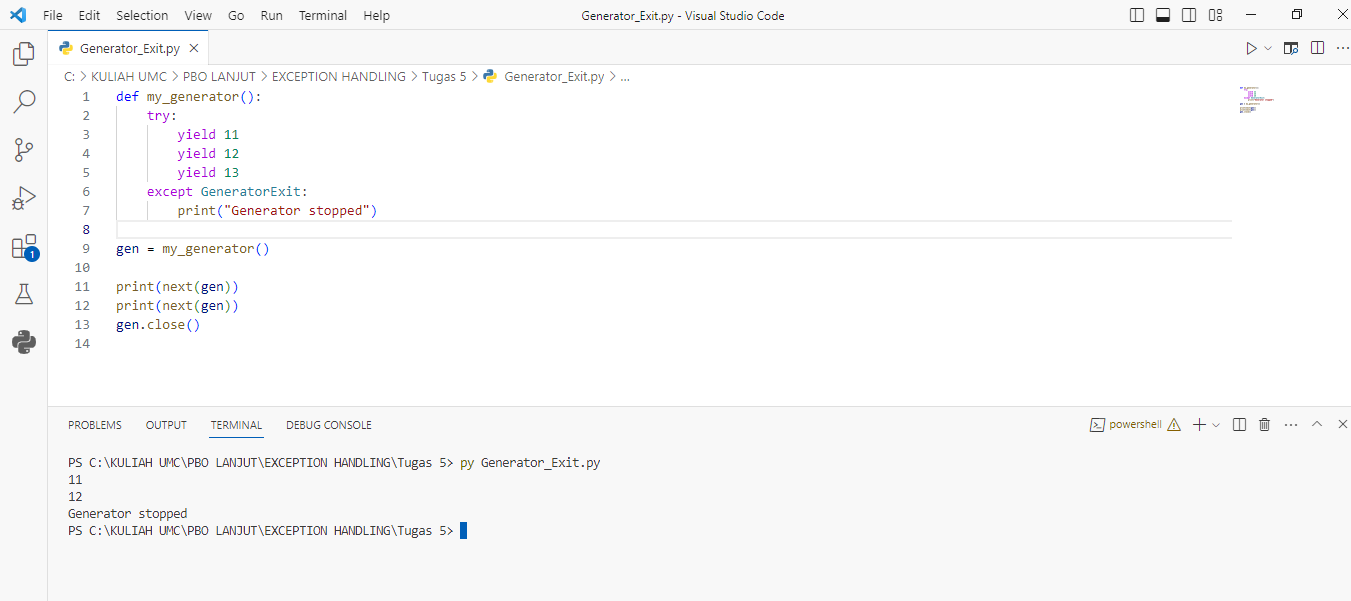 File Edit Selection View Go Run Terminal Help Generator_Exit.py - Visual Studio Code
Generator_Exit.py
C: > KULIAH UMC > PBO LANJUT > EXCEPTION HANDLING > Tugas 5 > Generator_Exit.py > ...
1 def my_generator():
2     try:
3         yield 11
4         yield 12
5         yield 13
6     except GeneratorExit:
7         print("Generator stopped")
8
9 gen = my_generator()
10
11 print(next(gen))
12 print(next(gen))
13 gen.close()
14
1
PROBLEMS OUTPUT TERMINAL DEBUG CONSOLE powershell
PS C:\KULIAH UMC\PBO LANJUT\EXCEPTION HANDLING\Tugas 5> py Generator_Exit.py
11
12
Generator stopped
PS C:\KULIAH UMC\PBO LANJUT\EXCEPTION HANDLING\Tugas 5>